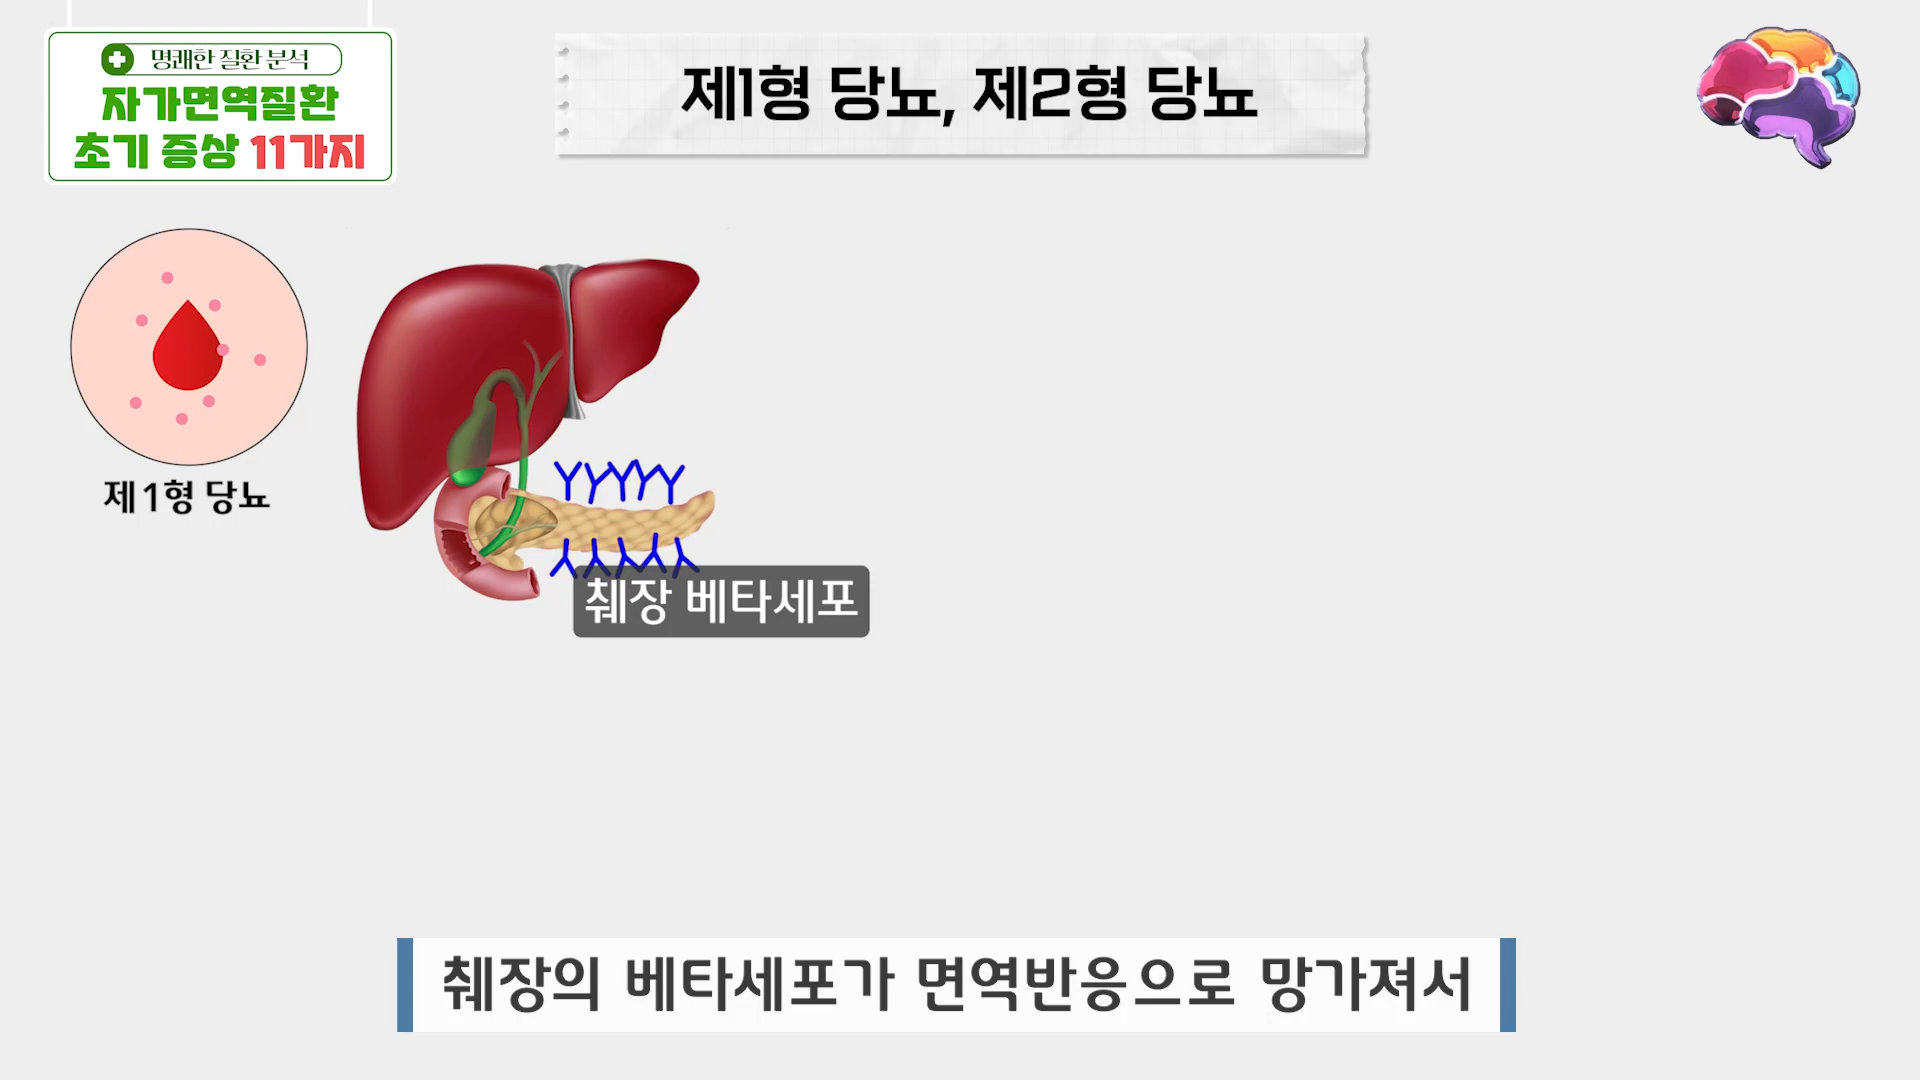 명쾌한 질환 분석
자가면역질환
초기 증상 11가지
제1형 당뇨, 제2형 당뇨
제1형 당뇨
췌장 베타세포
췌장의 베타세포가 면역반응으로 망가져서